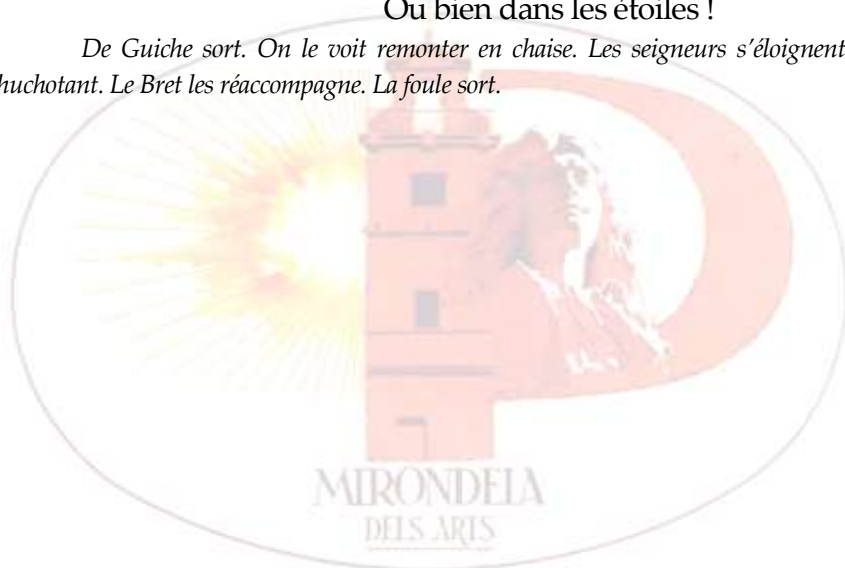 Ou bien dans les étoiles !
De Guiche sort. On le voit remonter en chaise. Les seigneurs s’éloignent
huchotant. Le Bret les réaccompagne. La foule sort.
MIRONDELA
DELS ARTS